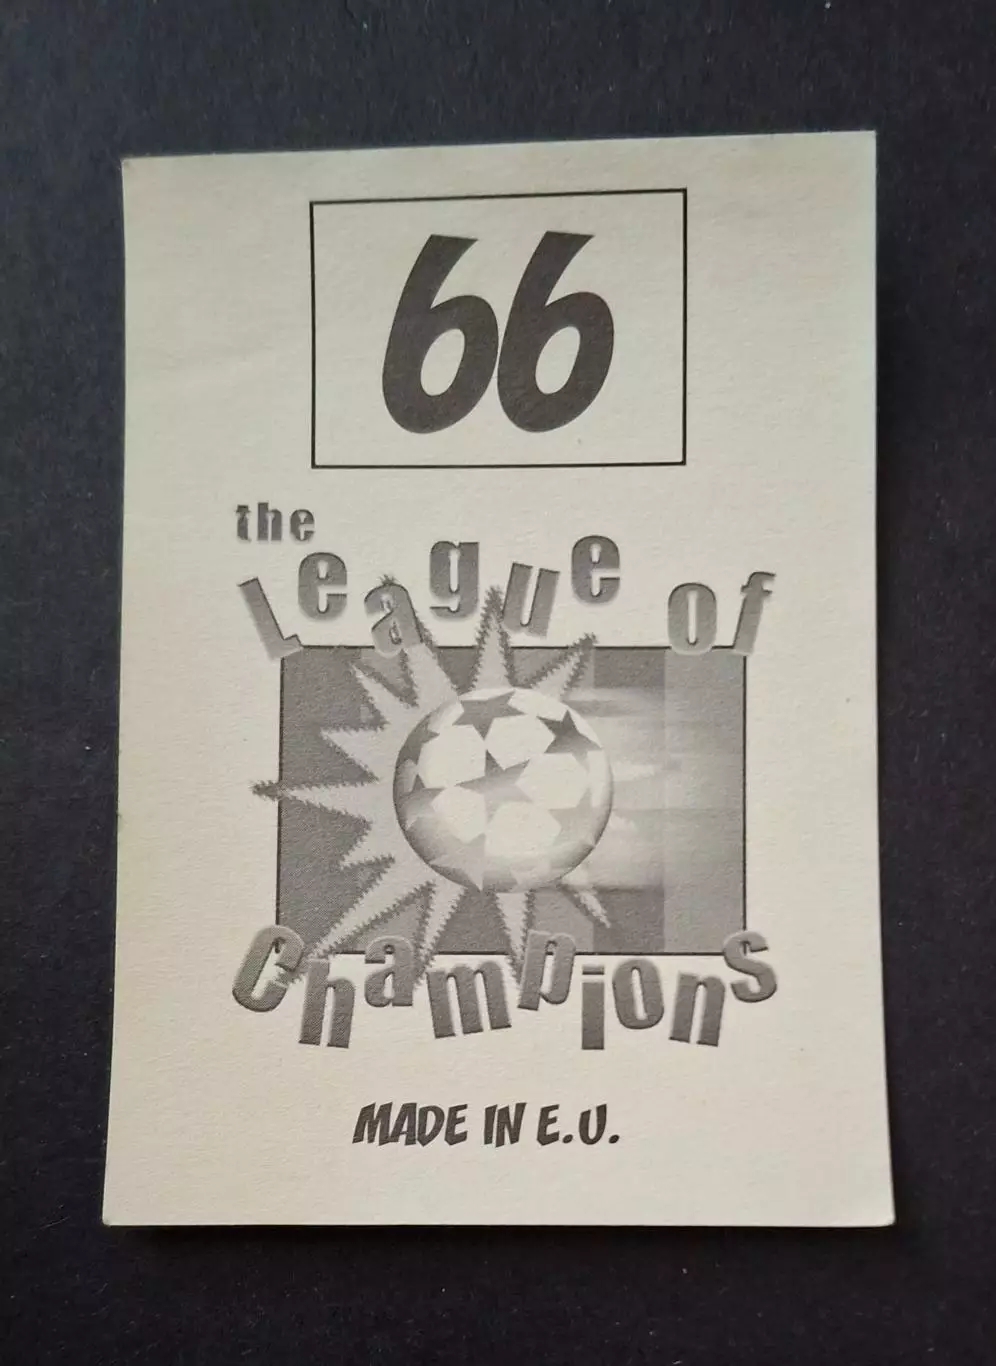 66
the
League of
Champions
MADE IN E.U.